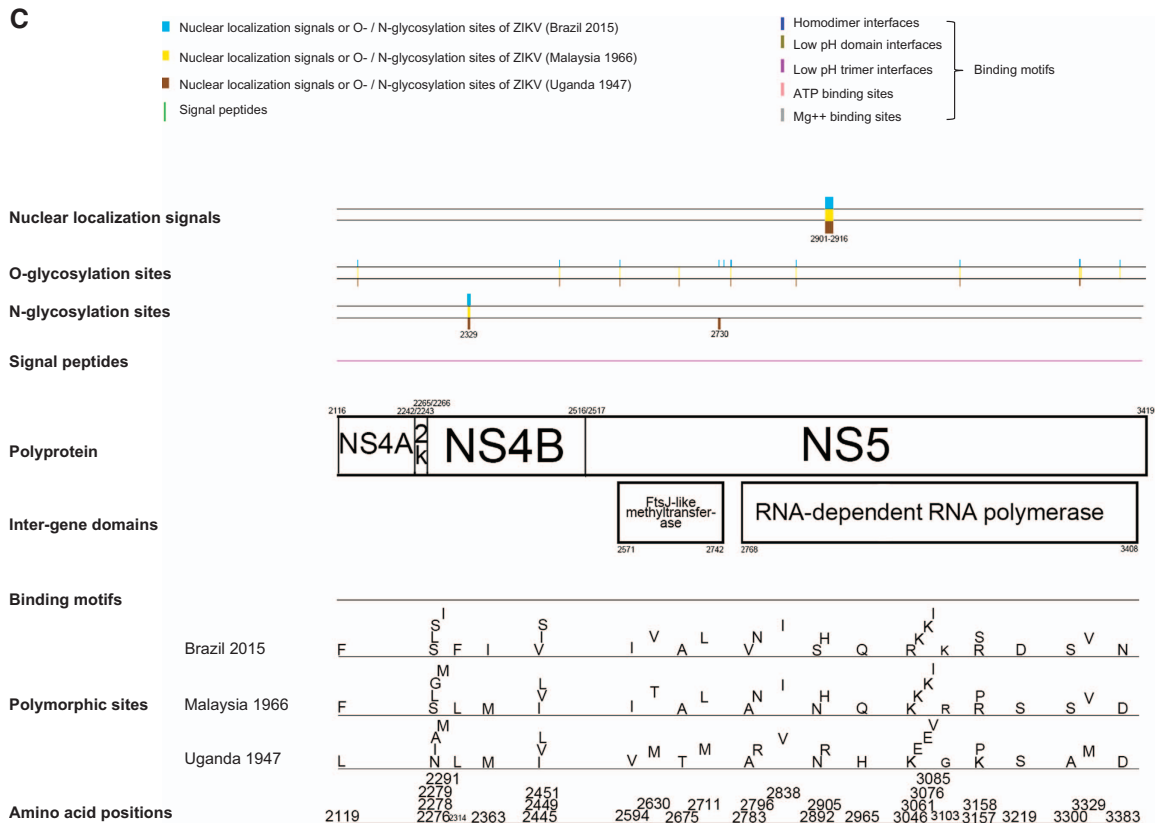 C
Nuclear localization signals or O- / N-glycosylation sites of ZIKV (Brazil 2015)
Nuclear localization signals or O- / N-glycosylation sites of ZIKV (Malaysia 1966)
Nuclear localization signals or O- / N-glycosylation sites of ZIKV (Uganda 1947)
Signal peptides
Homodimer interfaces
Low pH domain interfaces
Low pH trimer interfaces
ATP binding sites
Mg++ binding sites
Binding motifs
Nuclear localization signals
2901-2916
O-glycosylation sites
N-glycosylation sites
2329 2730
Signal peptides
2265/2266
2116 2242/2243 2516/2517 3419
Polyprotein
NS4A 2k NS4B NS5
Inter-gene domains
FtsJ-like
methyltransfer-
ase
RNA-dependent RNA polymerase
2571 2742 2768 3408
Binding motifs
I I
S S K
L I V L N I H K S V
Brazil 2015 F S F I V I A V S Q R K R D S N
M I
G L K
L V T L N I H K P V
Polymorphic sites Malaysia 1966 F S L M I I A A N Q K R R S S D
M V
A L V E
I V M M R R E P M
Uganda 1947 L N L M I V T A N H K G K S A D
2291 3085
2279 2451 2838 3076
2278 2449 2630 2711 2796 2905 3061 3158 3329
Amino acid positions 2119 2276 2314 2363 2445 2594 2675 2783 2892 2965 3046 3103 3157 3219 3300 3383